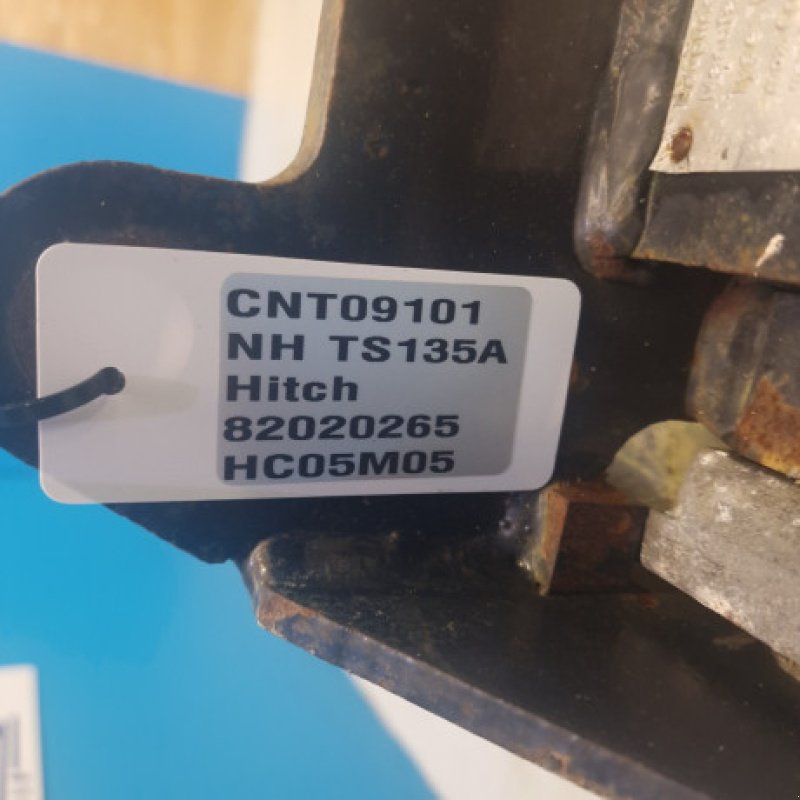 CNT09101
NH TS135A
Hitch
82020265
HC05M05